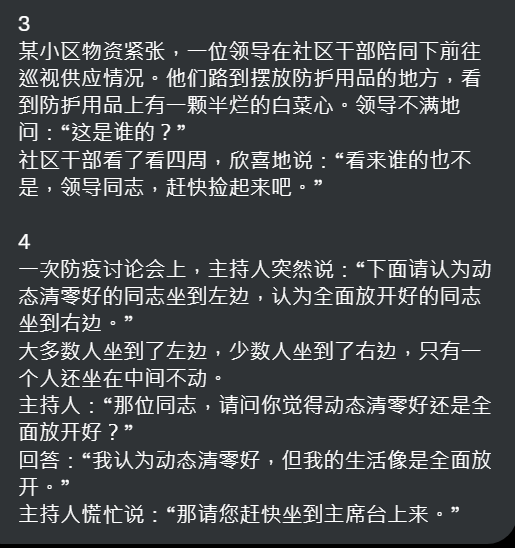 3
某小区物资紧张，一位领导在社区干部陪同下前往
巡视供应情况。他们路到摆放防护用品的地方，看
到防护用品上有一颗半烂的白菜心。领导不满地
问：“这是谁的？”
社区干部看了看四周，欣喜地说：“看来谁的也不
是，领导同志，赶快捡起来吧。”
4
一次防疫讨论会上，主持人突然说：“下面请认为动
态清零好的同志坐到左边，认为全面放开好的同志
坐到右边。”
大多数人坐到了左边，少数人坐到了右边，只有一
个人还坐在中间不动。
主持人：“那位同志，请问你觉得动态清零好还是全
面放开好？”
回答：“我认为动态清零好，但我的生活像是全面放
开。”
主持人慌忙说：“那请您赶快坐到主席台上来。”